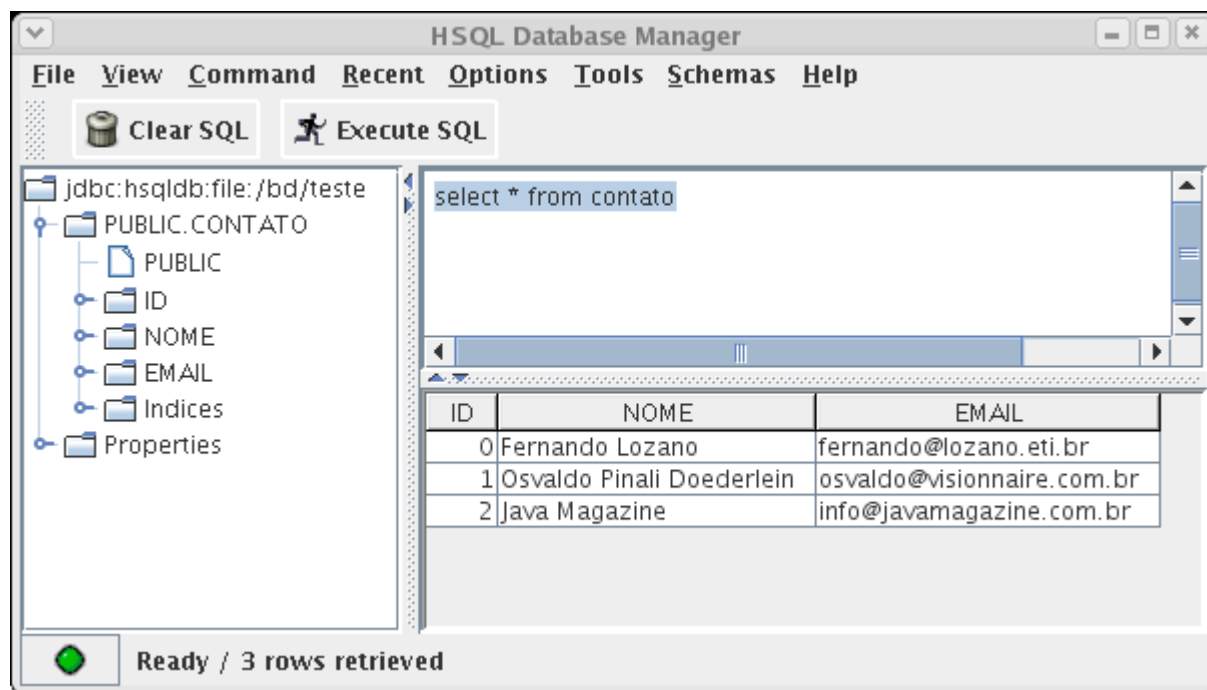 HSQL Database Manager
File View Command Recent Options Tools Schemas Help
Clear SQL Execute SQL
jdbc:hsqldb:file:/bd/teste
PUBLIC.CONTATO
PUBLIC
ID
NOME
EMAIL
Indices
Properties
select * from contato
ID NOME EMAIL
0 Fernando Lozano fernando@lozano.eti.br
1 Osvaldo Pinali Doederlein osvaldo@visionnaire.com.br
2 Java Magazine info@javamagazine.com.br
Ready / 3 rows retrieved